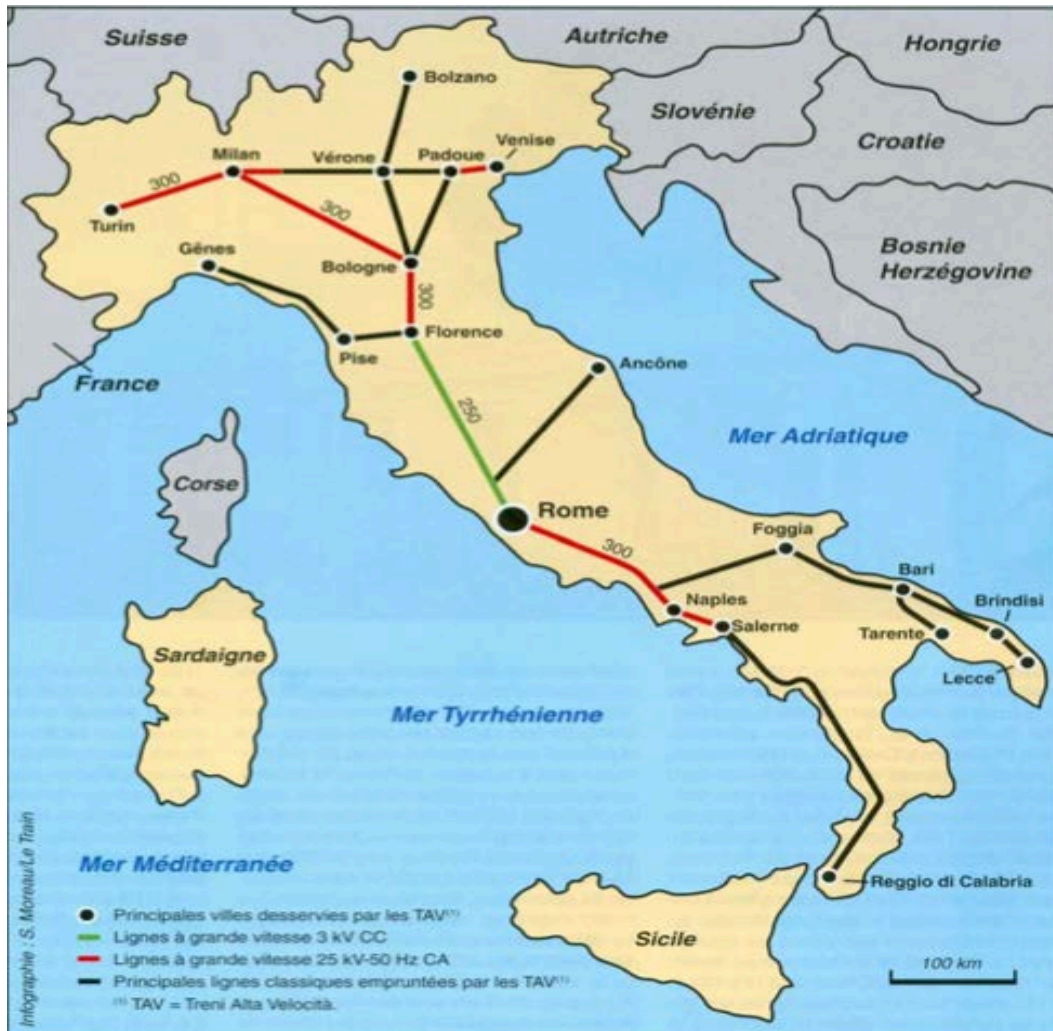 Suisse
Autriche
Hongrie
Bolzano
Slovénie
Croatie
Milan
Vérone
Padoue
Venise
300
Turin
300
Gênes
Bologne
Bosnie
Herzégovine
300
Florence
Pise
France
Ancône
250
Mer Adriatique
Corse
Rome
300
Foggia
Bari
Naples
Brindisi
Salerne
Tarente
Sardaigne
Lecce
Mer Tyrrhénienne
Mer Méditerranée
Reggio di Calabria
Sicile
Principales villes desservies par les TAV(1)
Lignes à grande vitesse 3 kV CC
Lignes à grande vitesse 25 kV-50 Hz CA
Principales lignes classiques empruntées par les TAV(1)
(1) TAV = Treni Alta Velocità.
100 km
Infographie : S. Moreau/Le Train